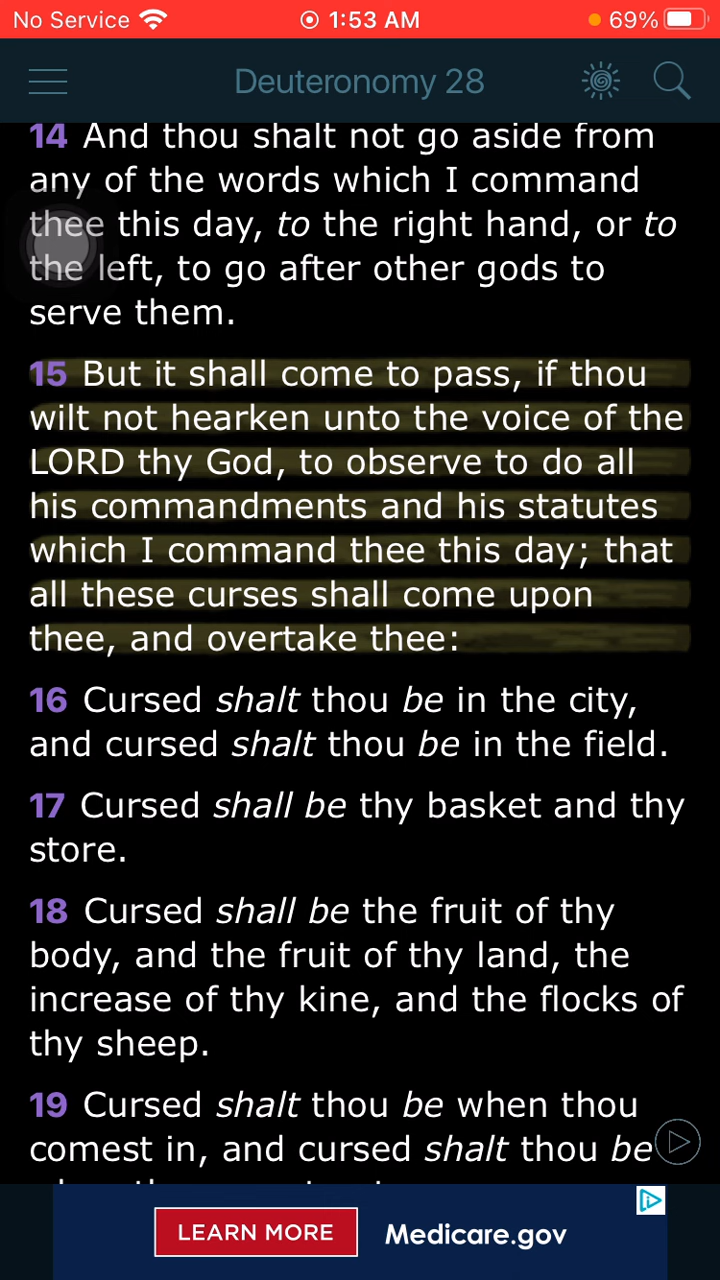 No Service 1:53 AM 69%
Deuteronomy 28
14 And thou shalt not go aside from
any of the words which I command
thee this day, to the right hand, or to
the left, to go after other gods to
serve them.
15 But it shall come to pass, if thou
wilt not hearken unto the voice of the
LORD thy God, to observe to do all
his commandments and his statutes
which I command thee this day; that
all these curses shall come upon
thee, and overtake thee:
16 Cursed shalt thou be in the city,
and cursed shalt thou be in the field.
17 Cursed shall be thy basket and thy
store.
18 Cursed shall be the fruit of thy
body, and the fruit of thy land, the
increase of thy kine, and the flocks of
thy sheep.
19 Cursed shalt thou be when thou
comest in, and cursed shalt thou be
LEARN MORE Medicare.gov